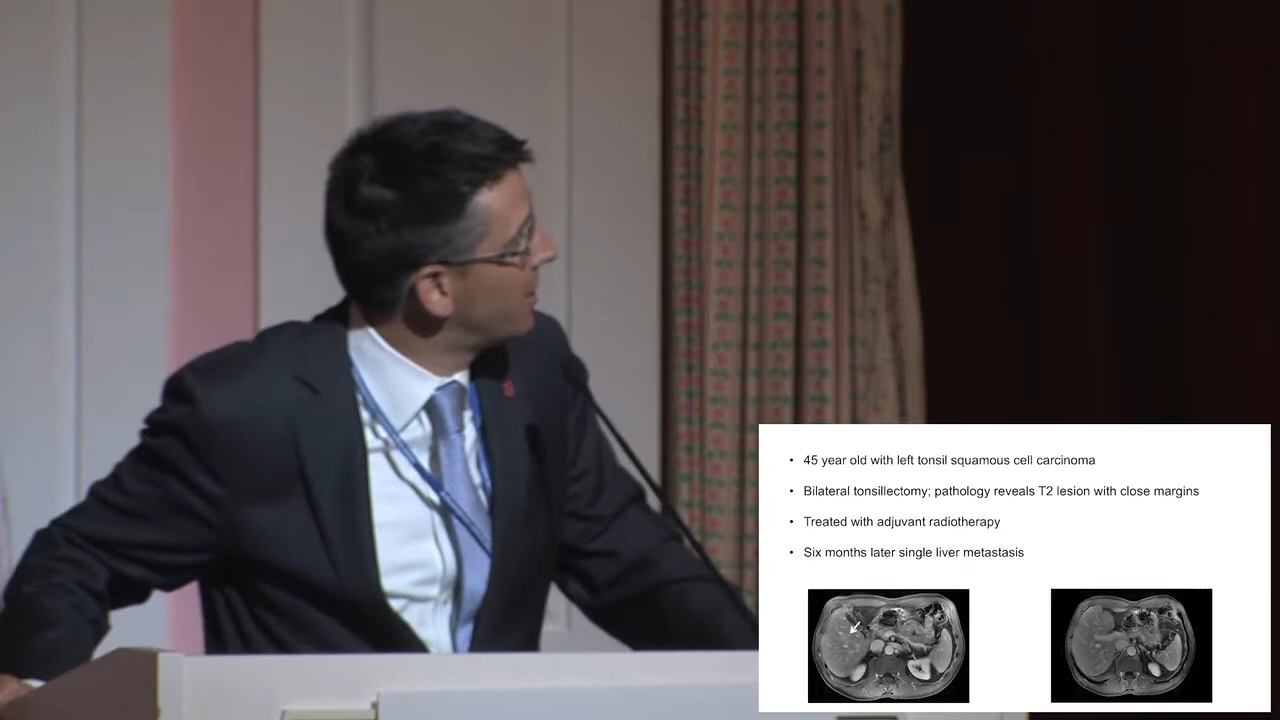 • 45 year old with left tonsil squamous cell carcinoma
• Bilateral tonsillectomy; pathology reveals T2 lesion with close margins
• Treated with adjuvant radiotherapy
• Six months later single liver metastasis